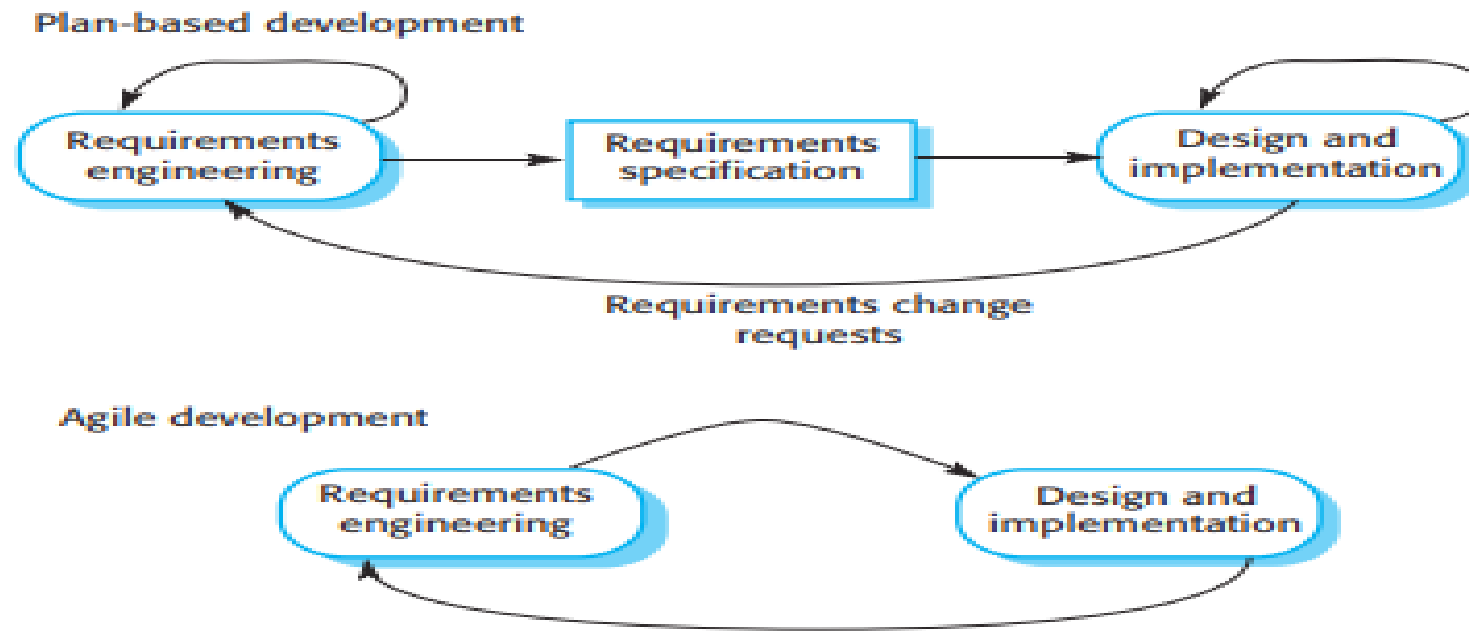 Plan-based development
Requirements
engineering
Requirements
specification
Design and
implementation
Requirements change
requests
Agile development
Requirements
engineering
Design and
implementation